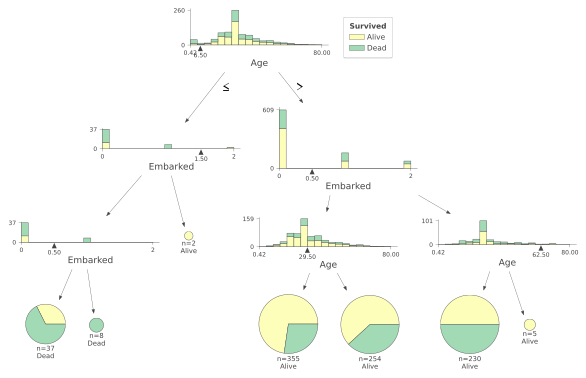 Survived
Alive
Dead
260
0
0.42
6.50
80.00
Age
≤
>
37
0
0
1.50
2
Embarked
609
0
0
0.50
1
2
Embarked
37
0
0
0.50
2
Embarked
n=2
Alive
159
0
0.42
29.50
80.00
Age
101
0
0.42
62.50
80.00
Age
n=37
Dead
n=8
Dead
n=355
Alive
n=254
Alive
n=230
Alive
n=5
Alive